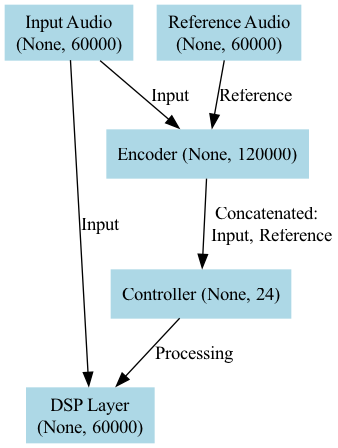 Input Audio
(None, 60000)
Reference Audio
(None, 60000)
Input
Reference
Encoder (None, 120000)
Input
Concatenated:
Input, Reference
Controller (None, 24)
Processing
DSP Layer
(None, 60000)